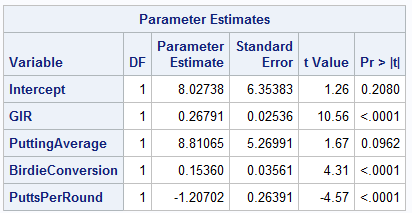 Parameter Estimates
Variable DF Parameter Estimate Standard Error t Value Pr > |t|
Intercept 1 8.02738 6.35383 1.26 0.2080
GIR 1 0.26791 0.02536 10.56 <.0001
PuttingAverage 1 8.81065 5.26991 1.67 0.0962
BirdieConversion 1 0.15360 0.03561 4.31 <.0001
PuttsPerRound 1 -1.20702 0.26391 -4.57 <.0001